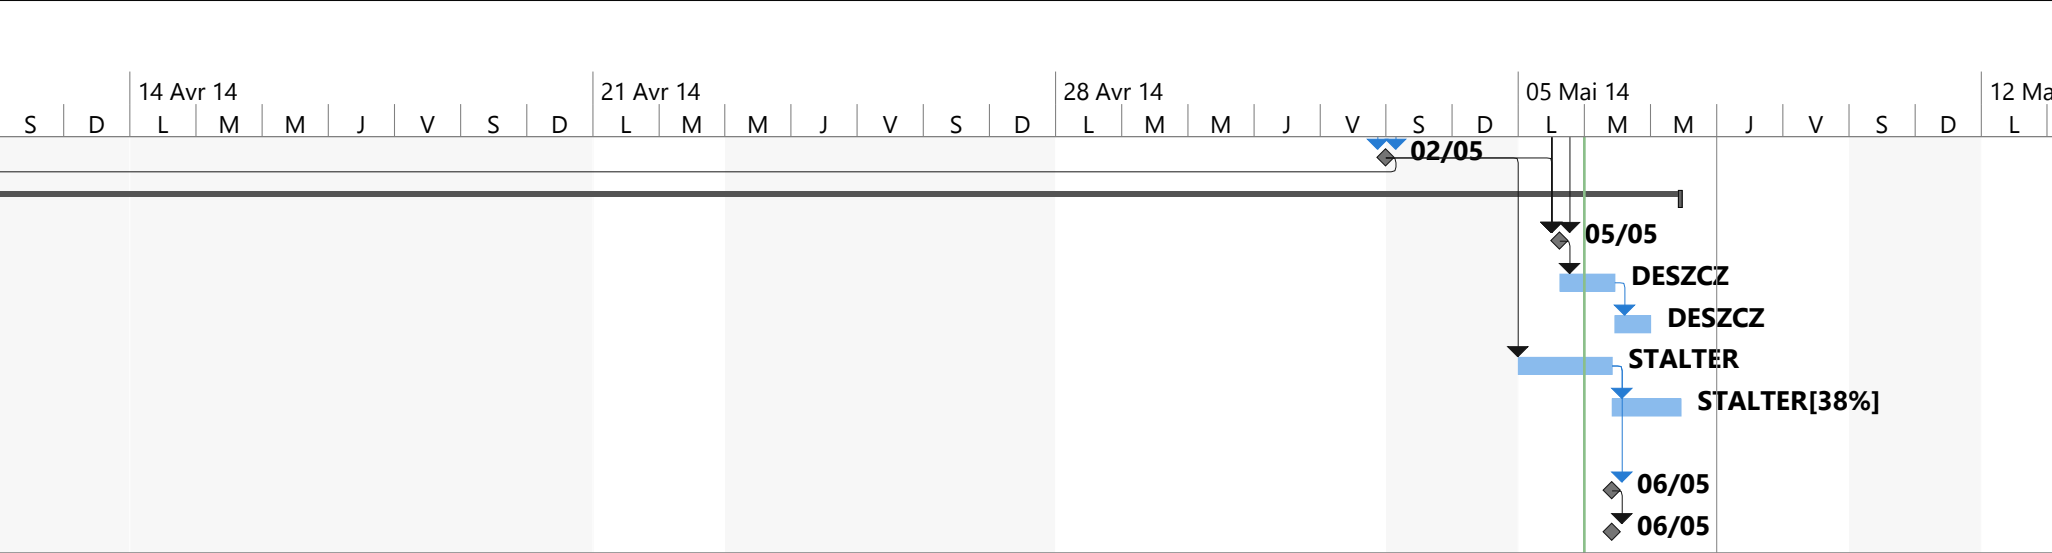 14 Avr 14 21 Avr 14 28 Avr 14 05 Mai 14 12 Ma
S D L M M J V S D L M M J V S D L M M J V S D L M M J V S D L
02/05
05/05
DESZCZ
DESZCZ
STALTER
STALTER[38%]
06/05
06/05